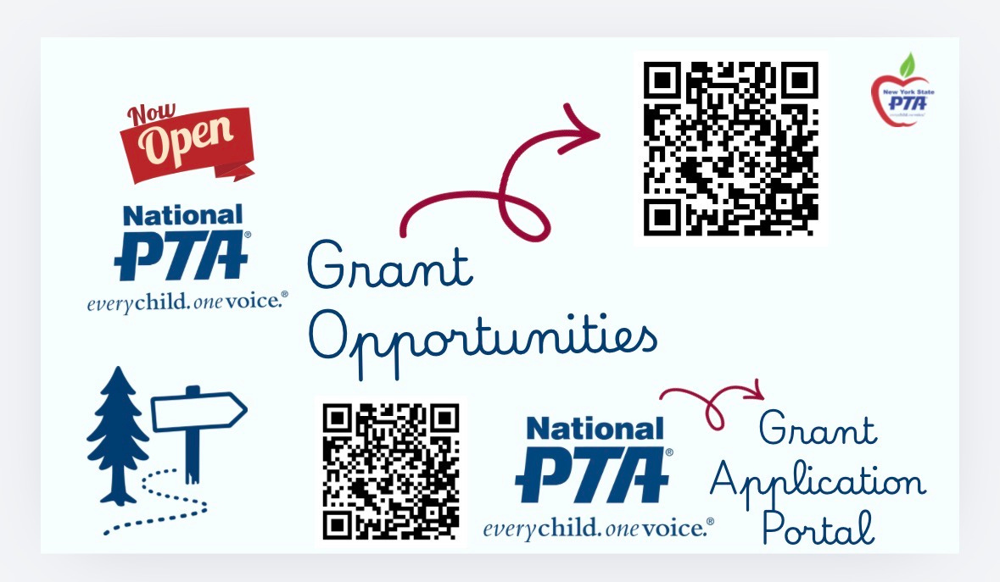 Now
Open
National
PTA®
everychild.onevoice.®
Grant
Opportunities
New York State
PTA
National
PTA®
everychild.onevoice.®
Grant
Application
Portal